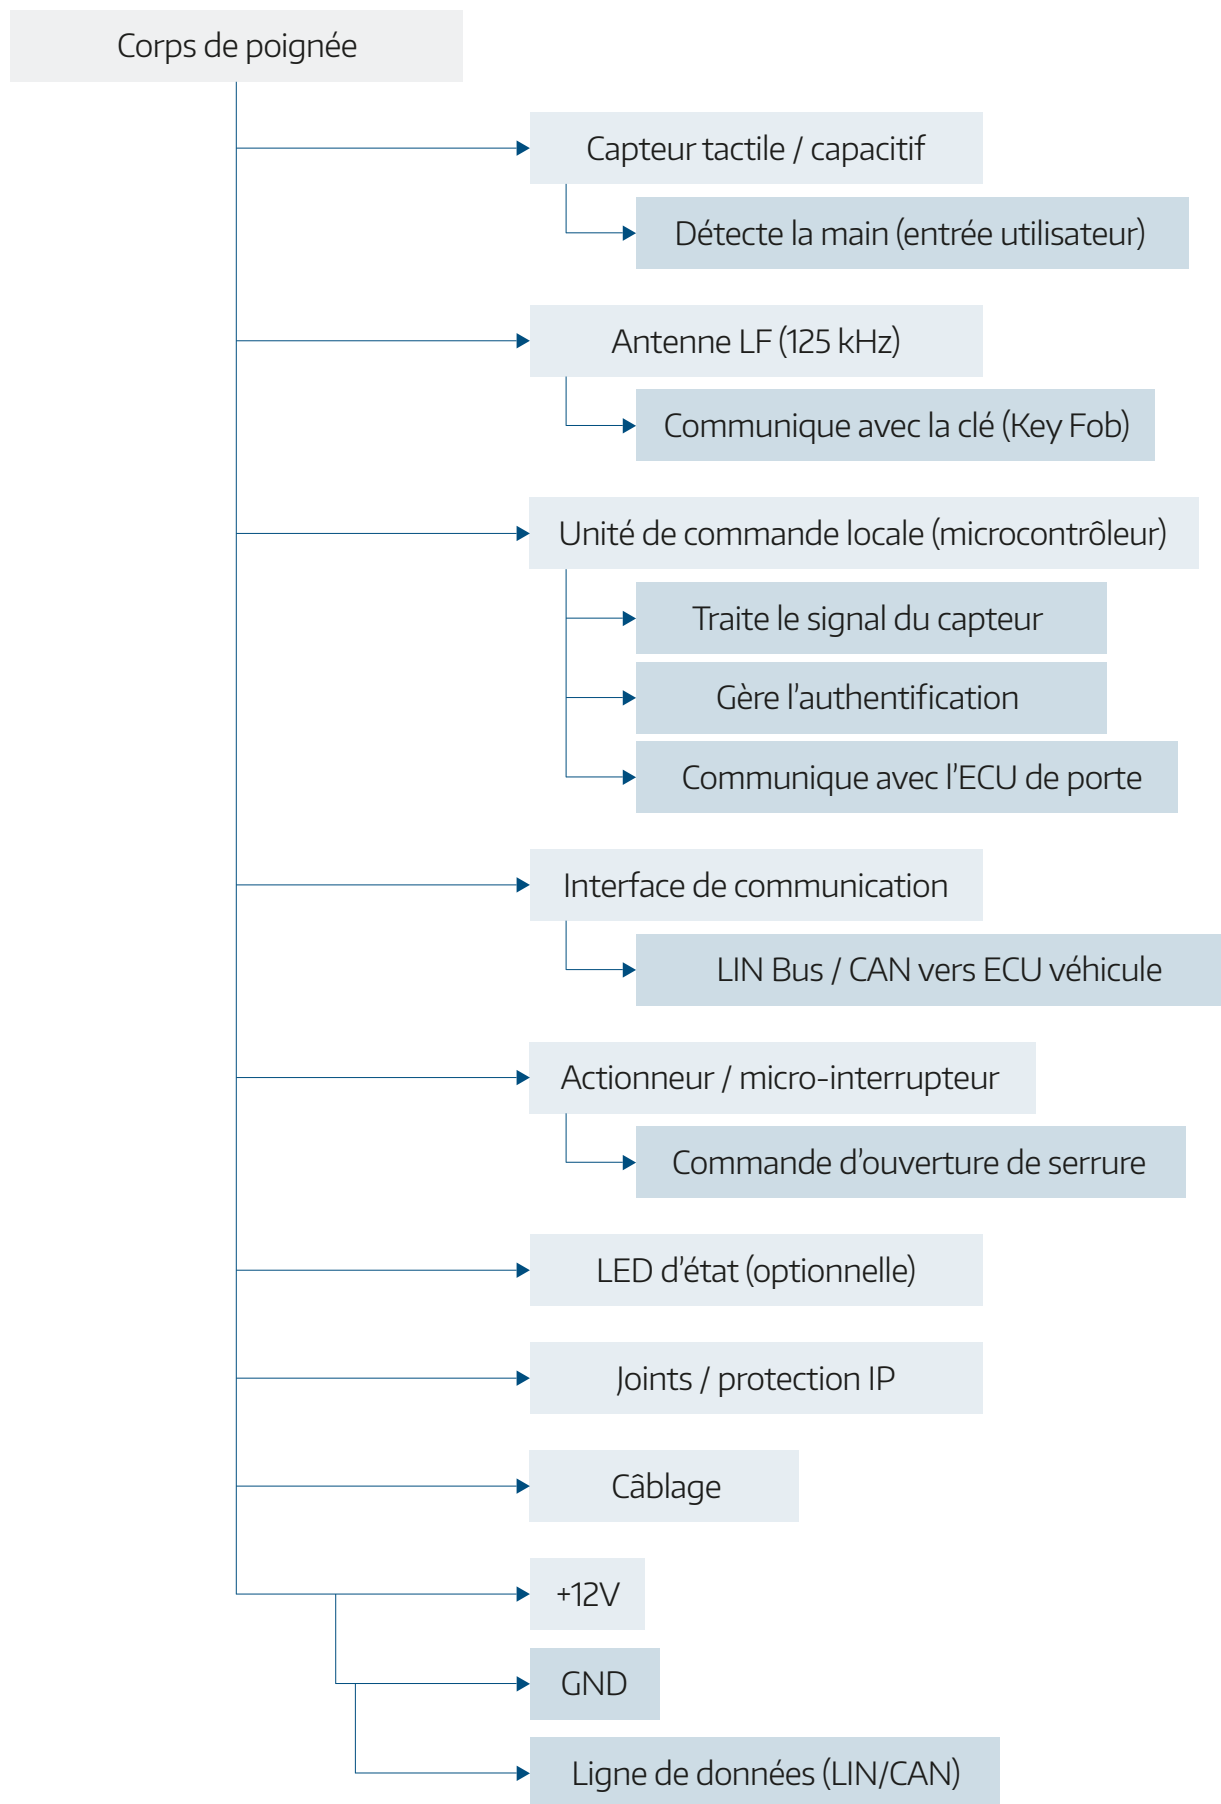 Corps de poignée
Capteur tactile / capacitif
Détecte la main (entrée utilisateur)
Antenne LF (125 kHz)
Communique avec la clé (Key Fob)
Unité de commande locale (microcontrôleur)
Traite le signal du capteur
Gère l’authentification
Communique avec l’ECU de porte
Interface de communication
LIN Bus / CAN vers ECU véhicule
Actionneur / micro-interrupteur
Commande d’ouverture de serrure
LED d’état (optionnelle)
Joints / protection IP
Câblage
+12V
GND
Ligne de données (LIN/CAN)